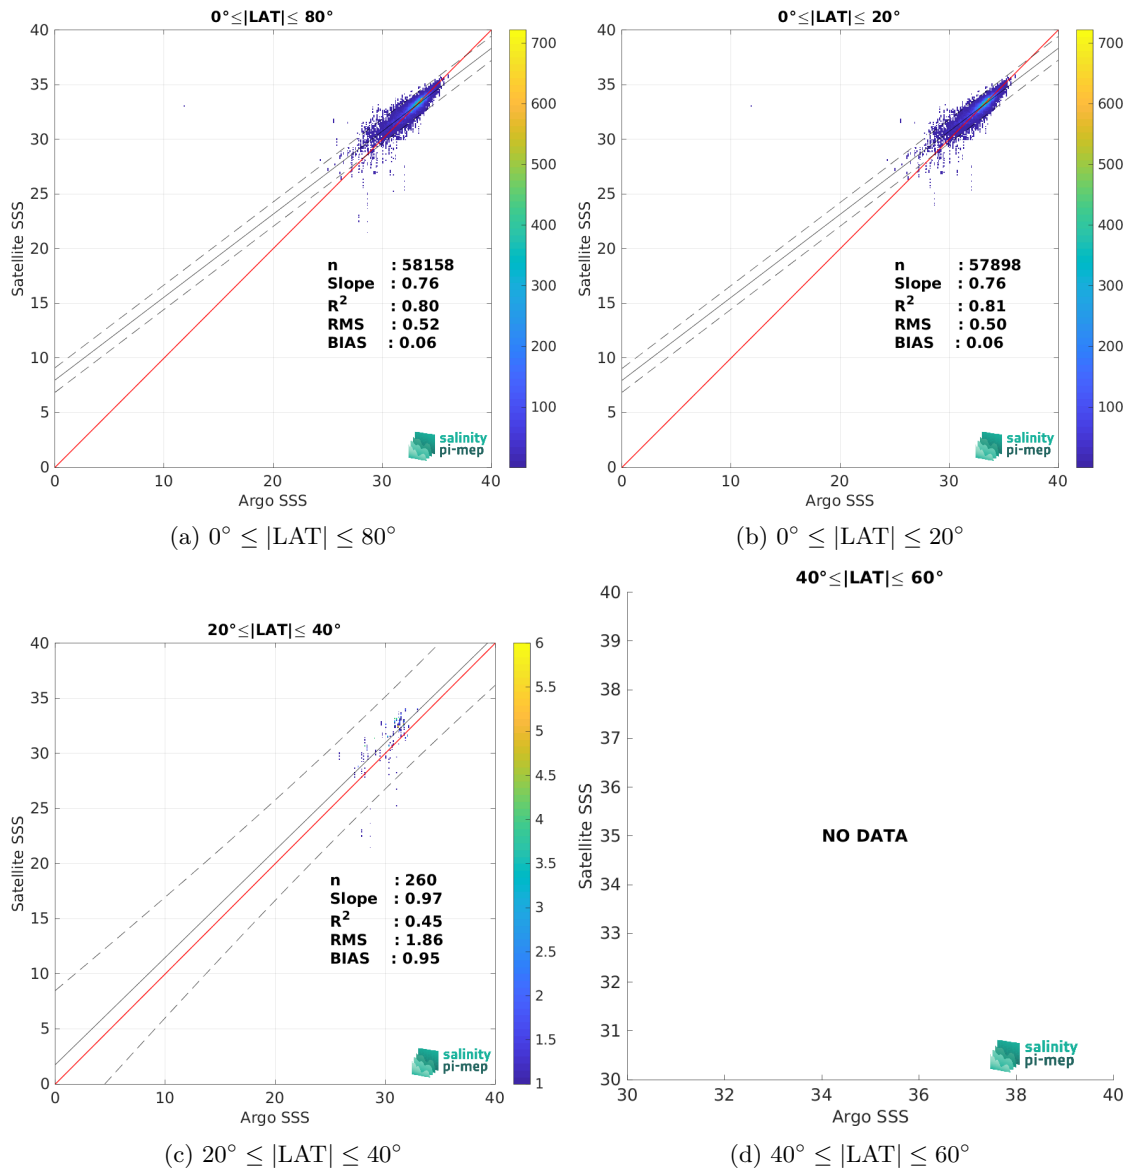 0°≤|LAT|≤ 80°
40
35
30
25
20
15
10
5
0
Satellite SSS
n : 58158
Slope : 0.76
R2 : 0.80
RMS : 0.52
BIAS : 0.06
salinity
pi-mep
0 10 20 30 40
Argo SSS
700
600
500
400
300
200
100
(a) 0° ≤ |LAT| ≤ 80°
0°≤|LAT|≤ 20°
40
35
30
25
20
15
10
5
0
Satellite SSS
n : 57898
Slope : 0.76
R2 : 0.81
RMS : 0.50
BIAS : 0.06
salinity
pi-mep
0 10 20 30 40
Argo SSS
700
600
500
400
300
200
100
(b) 0° ≤ |LAT| ≤ 20°
20°≤|LAT|≤ 40°
40
35
30
25
20
15
10
5
0
Satellite SSS
n : 260
Slope : 0.97
R2 : 0.45
RMS : 1.86
BIAS : 0.95
salinity
pi-mep
0 10 20 30 40
Argo SSS
6
5.5
5
4.5
4
3.5
3
2.5
2
1.5
1
(c) 20° ≤ |LAT| ≤ 40°
40°≤|LAT|≤ 60°
40
39
38
37
36
35
34
33
32
31
30
Satellite SSS
NO DATA
salinity
pi-mep
30 32 34 36 38 40
Argo SSS
(d) 40° ≤ |LAT| ≤ 60°